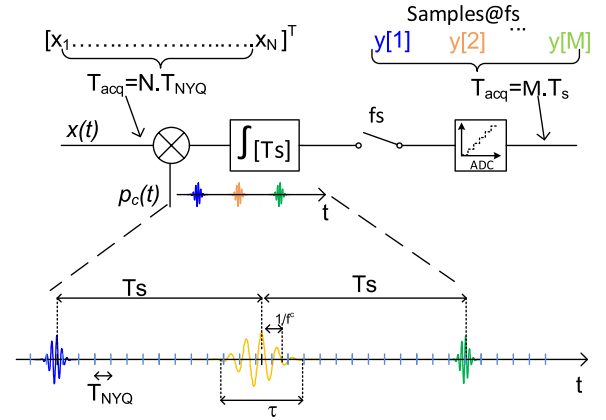 Samples@fs
[x1..............................xN]T
y[1] y[2] ... y[M]
Tacq=N.TNYQ
Tacq=M.Ts
x(t)
∫[Ts]
fs
ADC
pc(t)
t
Ts
Ts
1/fc
TNYQ
τ
t